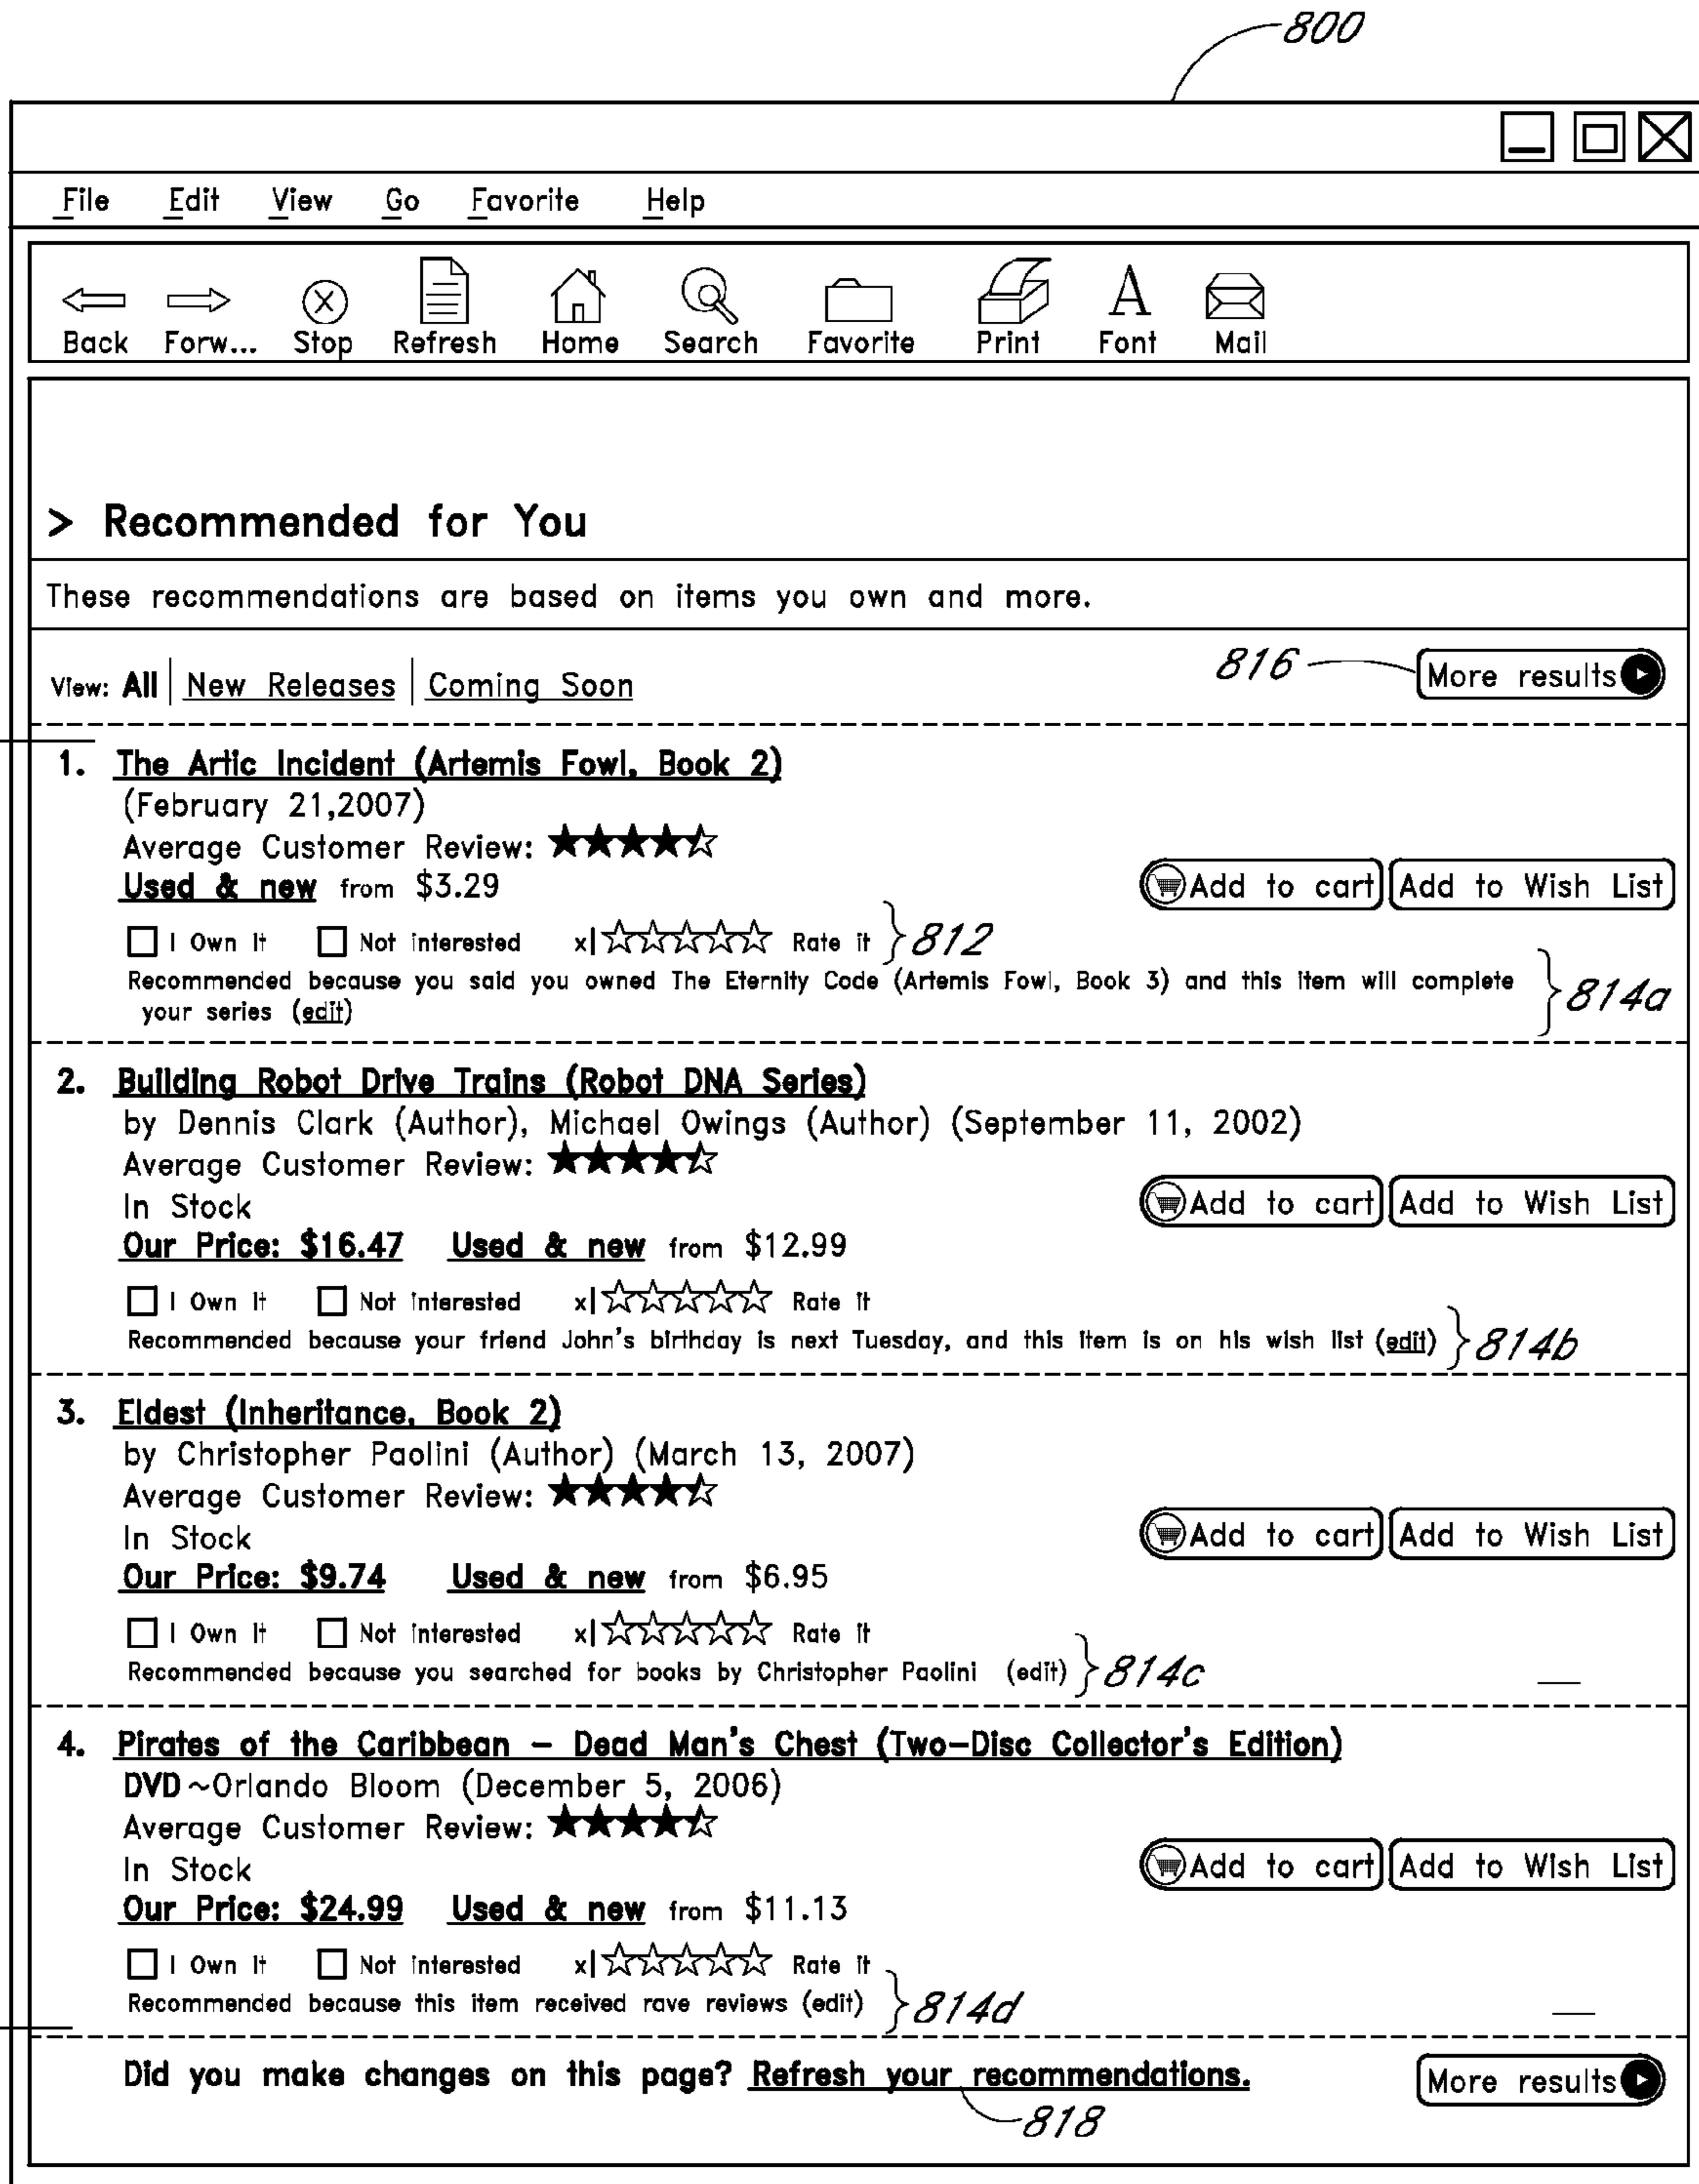 800
File Edit View Go Favorite Help
Back Forw... Stop Refresh Home Search Favorite Print Font Mail
> Recommended for You
These recommendations are based on items you own and more.
View: All | New Releases | Coming Soon 816 More results
1. The Artic Incident (Artemis Fowl, Book 2)
(February 21,2007)
Average Customer Review:
Used & new from $3.29 Add to cart Add to Wish List
I Own It Not interested x| Rate it 812
Recommended because you said you owned The Eternity Code (Artemis Fowl, Book 3) and this item will complete
your series (edit) 814a
2. Building Robot Drive Trains (Robot DNA Series)
by Dennis Clark (Author), Michael Owings (Author) (September 11, 2002)
Average Customer Review:
In Stock Add to cart Add to Wish List
Our Price: $16.47 Used & new from $12.99
I Own It Not interested x| Rate it
Recommended because your friend John's birthday is next Tuesday, and this item is on his wish list (edit) 814b
3. Eldest (Inheritance, Book 2)
by Christopher Paolini (Author) (March 13, 2007)
Average Customer Review:
In Stock Add to cart Add to Wish List
Our Price: $9.74 Used & new from $6.95
I Own It Not interested x| Rate it
Recommended because you searched for books by Christopher Paolini (edit) 814c
4. Pirates of the Caribbean – Dead Man's Chest (Two–Disc Collector's Edition)
DVD ~Orlando Bloom (December 5, 2006)
Average Customer Review:
In Stock Add to cart Add to Wish List
Our Price: $24.99 Used & new from $11.13
I Own It Not interested x| Rate it
Recommended because this item received rave reviews (edit) 814d
Did you make changes on this page? Refresh your recommendations. More results
818